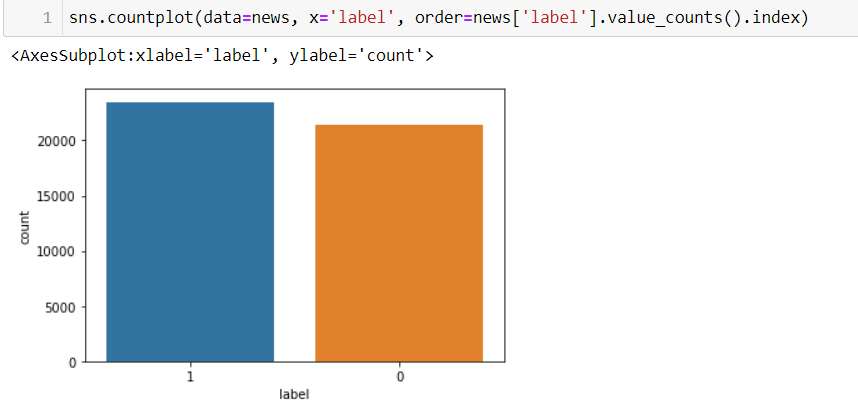 1 sns.countplot(data=news, x='label', order=news['label'].value_counts().index)
<AxesSubplot:xlabel='label', ylabel='count'>
20000
15000
10000
5000
0
count
1 0
label